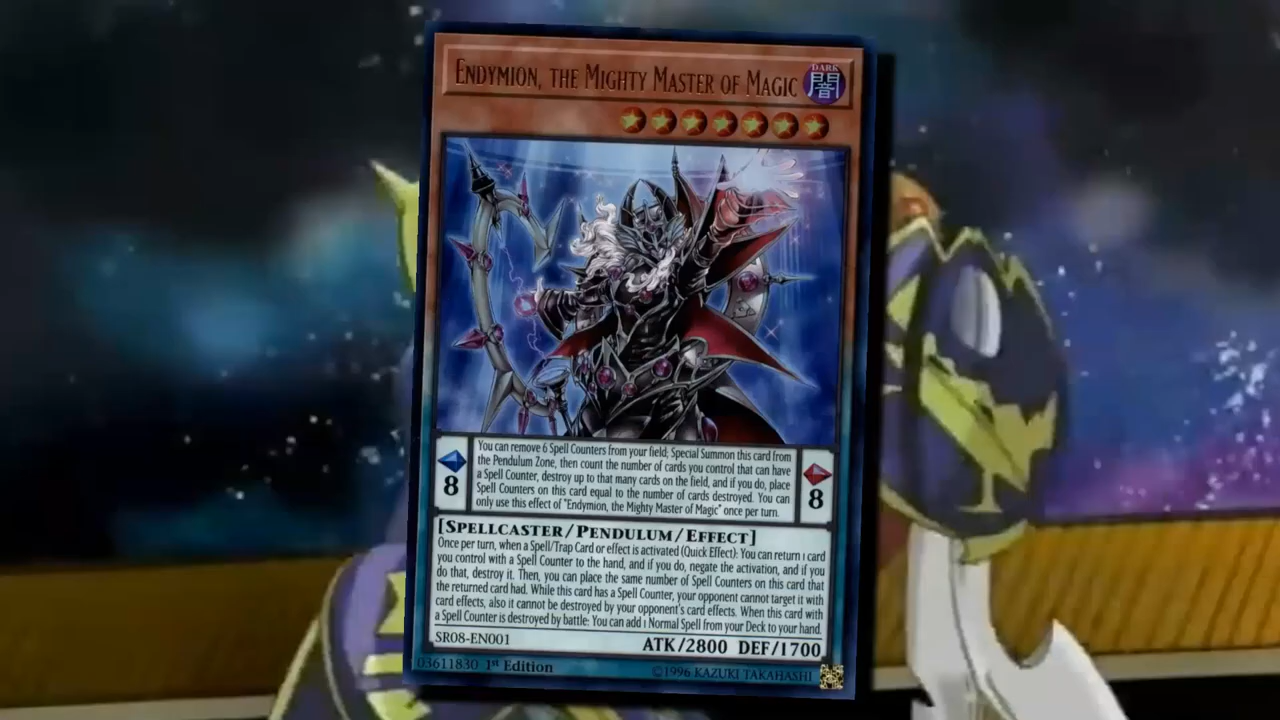 ENDYMION, THE MIGHTY MASTER OF MAGIC
DARK
闇
You can remove 6 Spell Counters from your field; Special Summon this card from
the Pendulum Zone, then count the number of cards you control that can have
a Spell Counter, destroy up to that many cards on the field, and if you do, place
Spell Counters on this card equal to the number of cards destroyed. You can
only use this effect of "Endymion, the Mighty Master of Magic" once per turn.
8
8
[SPELLCASTER/PENDULUM/EFFECT]
Once per turn, when a Spell/Trap Card or effect is activated (Quick Effect): You can return 1 card
you control with a Spell Counter to the hand, and if you do, negate the activation, and if you
do that, destroy it. Then, you can place the same number of Spell Counters on this card that
the returned card had. While this card has a Spell Counter, your opponent cannot target it with
card effects, also it cannot be destroyed by your opponent's card effects. When this card with
a Spell Counter is destroyed by battle: You can add 1 Normal Spell from your Deck to your hand.
SR08-EN001
ATK/2800 DEF/1700
03611830 1st Edition
©1996 KAZUKI TAKAHASHI